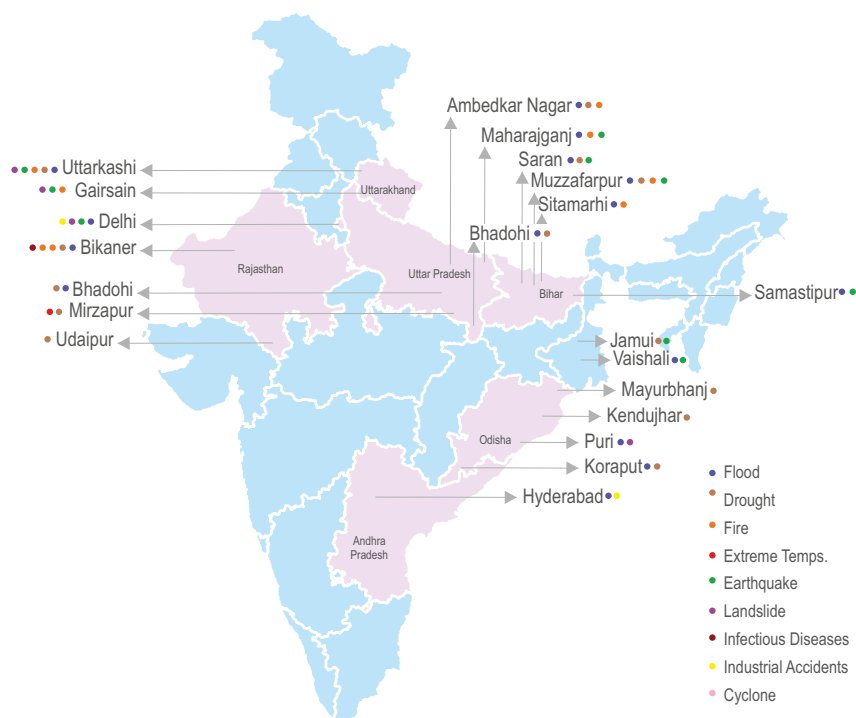 Ambedkar Nagar
Maharajganj
Saran
Muzzafarpur
Sitamarhi
Bhadohi
Uttarkashi
Gairsain
Delhi
Bikaner
Bhadohi
Mirzapur
Udaipur
Uttarakhand
Rajasthan
Uttar Pradesh
Bihar
Samastipur
Jamui
Vaishali
Mayurbhanj
Kendujhar
Odisha
Puri
Koraput
Hyderabad
Andhra
Pradesh
Flood
Drought
Fire
Extreme Temps.
Earthquake
Landslide
Infectious Diseases
Industrial Accidents
Cyclone